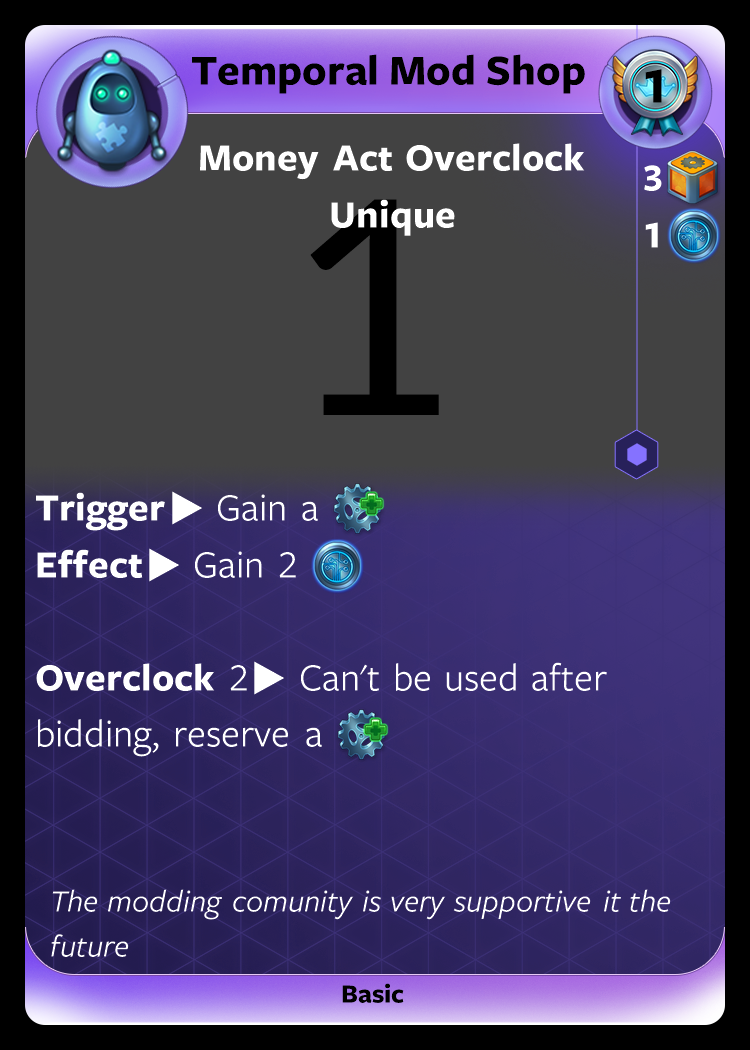 Temporal Mod Shop
1
Money Act Overclock
Unique
3
1
1
Trigger▶ Gain a
Effect▶ Gain 2
Overclock 2▶ Can't be used after
bidding, reserve a
The modding comunity is very supportive it the
future
Basic